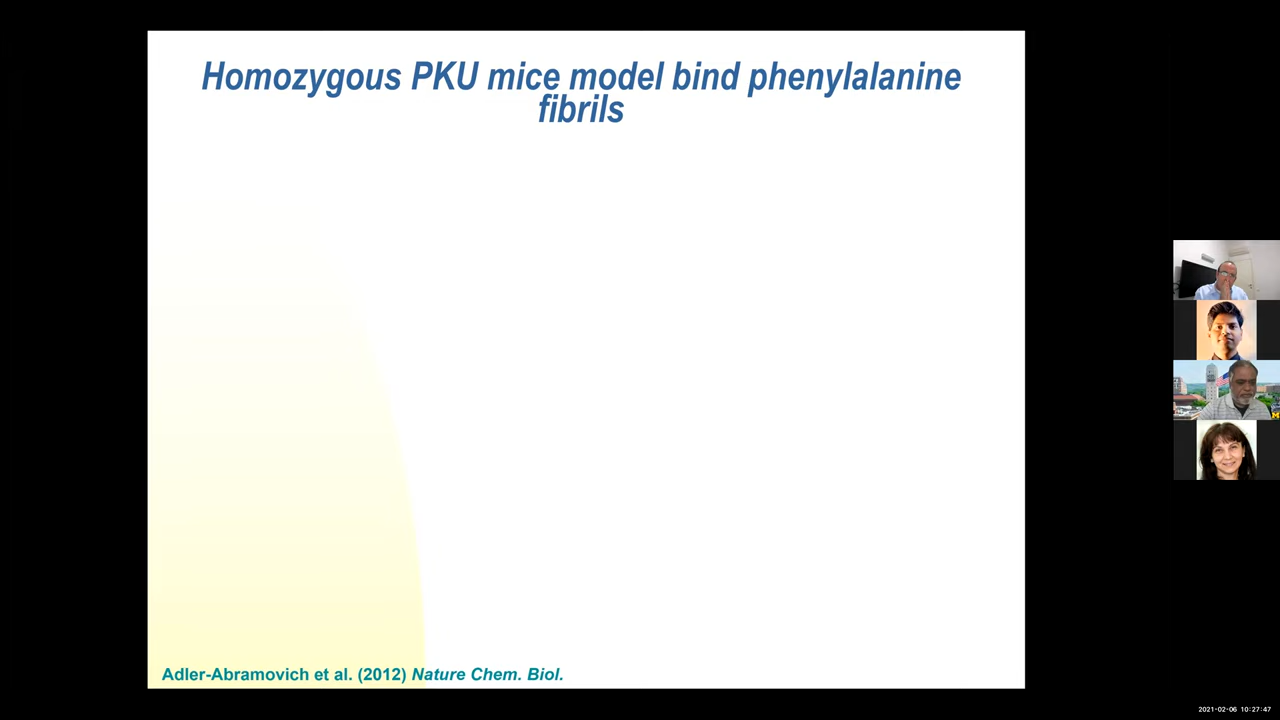 Homozygous PKU mice model bind phenylalanine
fibrils
Adler-Abramovich et al. (2012) Nature Chem. Biol.
M
2021-02-06 10:27:47